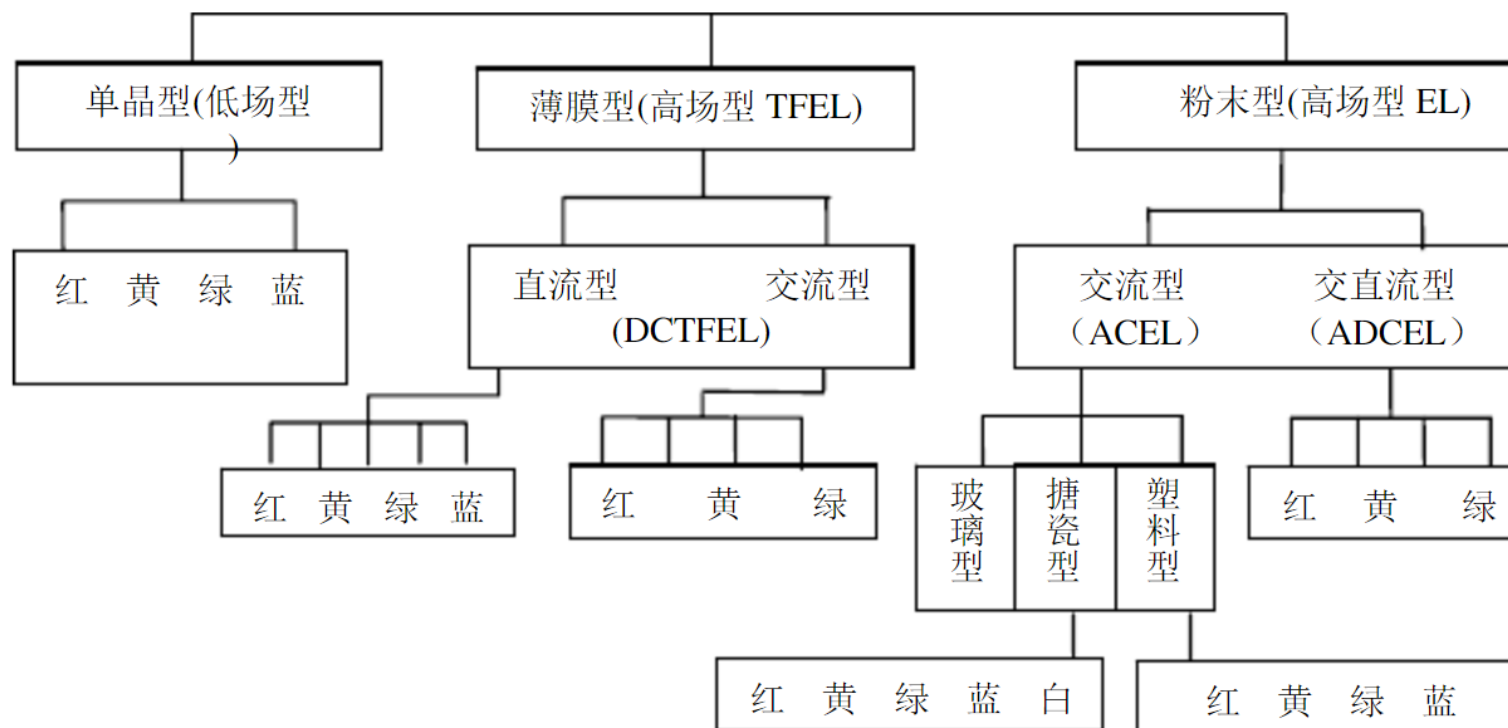 单晶型(低场型
)
薄膜型(高场型 TFEL)
粉末型(高场型 EL)
红 黄 绿 蓝
直流型 交流型
(DCTFEL)
交流型 交直流型
（ACEL） （ADCEL）
红 黄 绿 蓝
红 黄 绿
玻璃型
搪瓷型
塑料型
红 黄 绿
红 黄 绿 蓝 白
红 黄 绿 蓝